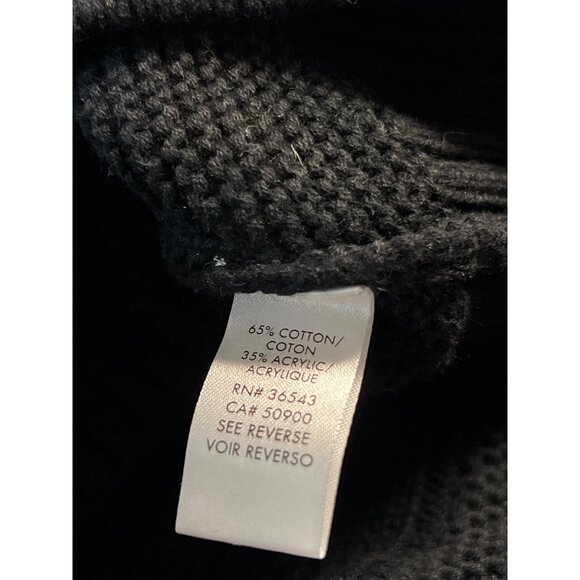 65% COTTON/
COTON
35% ACRYLIC/
ACRYLIQUE
RN# 36543
CA# 50900
SEE REVERSE
VOIR REVERSO